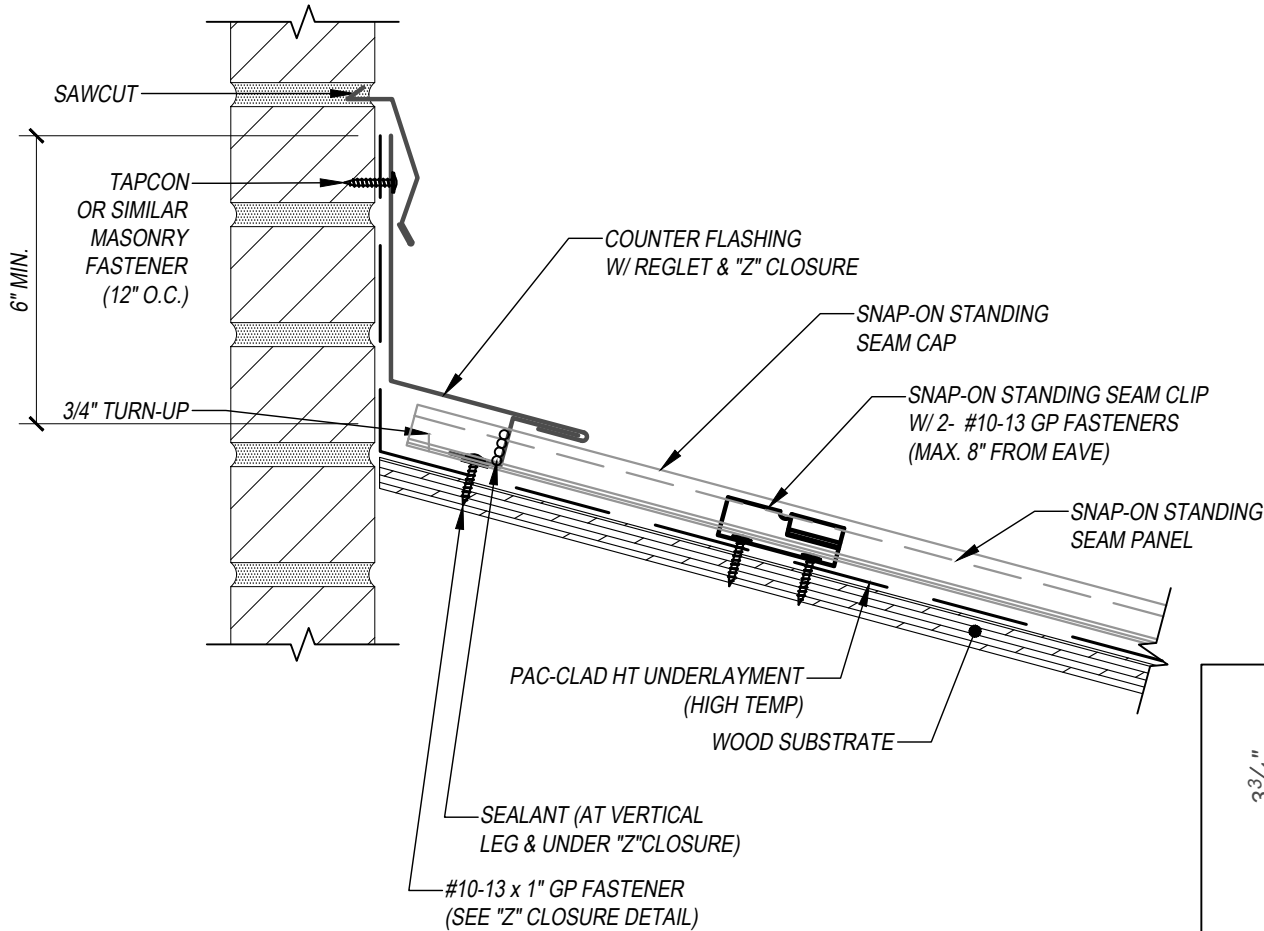 SAWCUT
6" MIN.
TAPCON
OR SIMILAR
MASONRY
FASTENER
(12" O.C.)
COUNTER FLASHING
W/ REGLET & "Z" CLOSURE
SNAP-ON STANDING
SEAM CAP
SNAP-ON STANDING SEAM CLIP
W/ 2- #10-13 GP FASTENERS
(MAX. 8" FROM EAVE)
3/4" TURN-UP
SNAP-ON STANDING
SEAM PANEL
PAC-CLAD HT UNDERLAYMENT
(HIGH TEMP)
WOOD SUBSTRATE
3 3/4"
SEALANT (AT VERTICAL
LEG & UNDER "Z"CLOSURE)
#10-13 x 1" GP FASTENER
(SEE "Z" CLOSURE DETAIL)